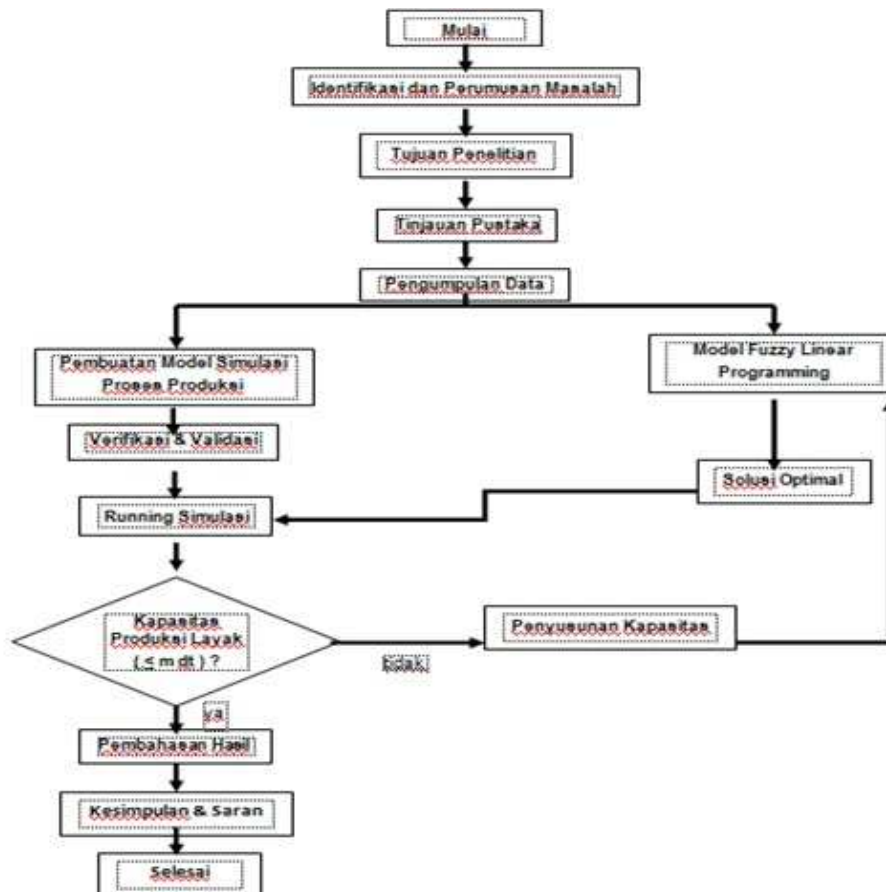 Mulai
Identifikasi dan Perumusan Masalah
Tujuan Penelitian
Tinjauan Pustaka
Pengumpulan Data
Pembuatan Model Simulasi
Proses Produksi
Model Fuzzy Linear
Programming
Verifikasi & Validasi
Solusi Optimal
Running Simulasi
Kapasitas
Produksi Layak
( ≤ m dt ) ?
Penyusunan Kapasitas
tidak
ya
Pembahasan Hasil
Kesimpulan & Saran
Selesai